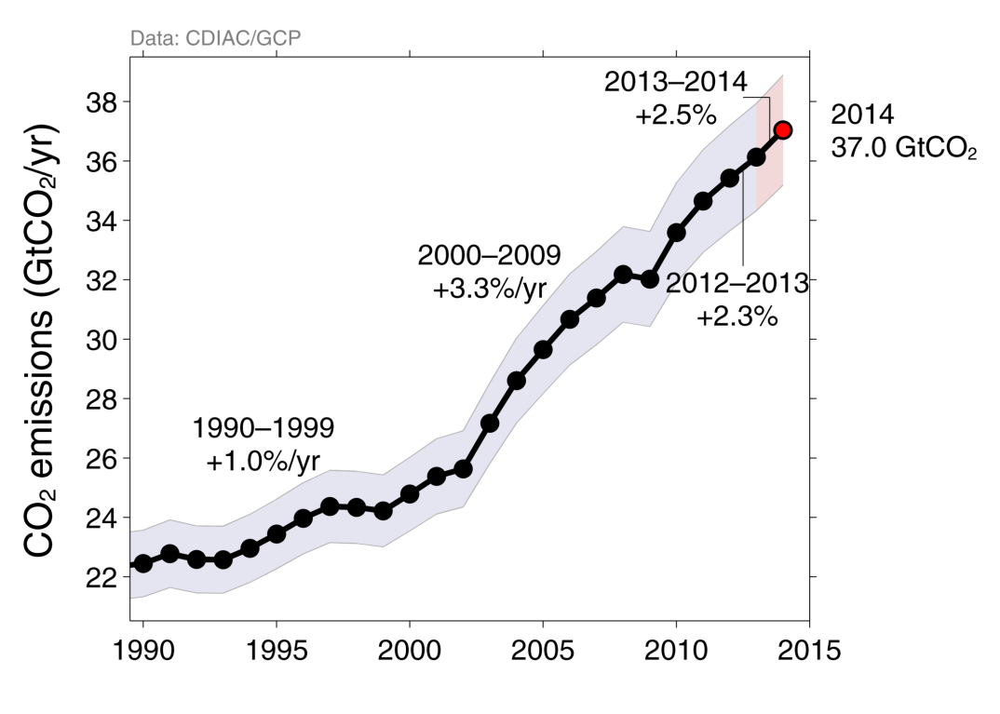 Data: CDIAC/GCP
CO₂ emissions (GtCO₂/yr)
38
36
34
32
30
28
26
24
22
1990–1999
+1.0%/yr
2000–2009
+3.3%/yr
2013–2014
+2.5%
2012–2013
+2.3%
2014
37.0 GtCO₂
1990 1995 2000 2005 2010 2015